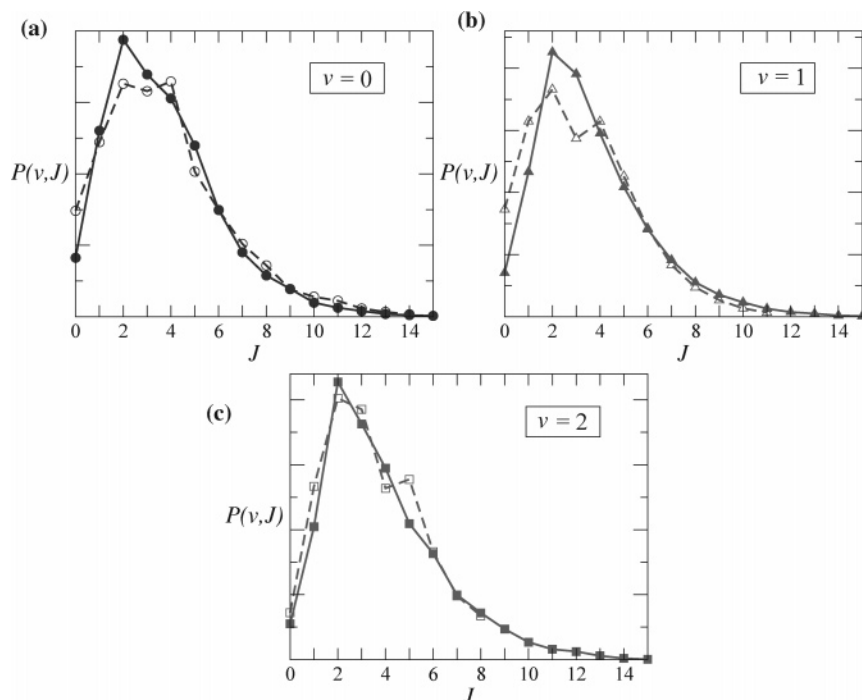 (a)
v = 0
P(v,J)
0 2 4 6 8 10 12 14
J
(b)
v = 1
P(v,J)
0 2 4 6 8 10 12 14
J
(c)
v = 2
P(v,J)
0 2 4 6 8 10 12 14
J